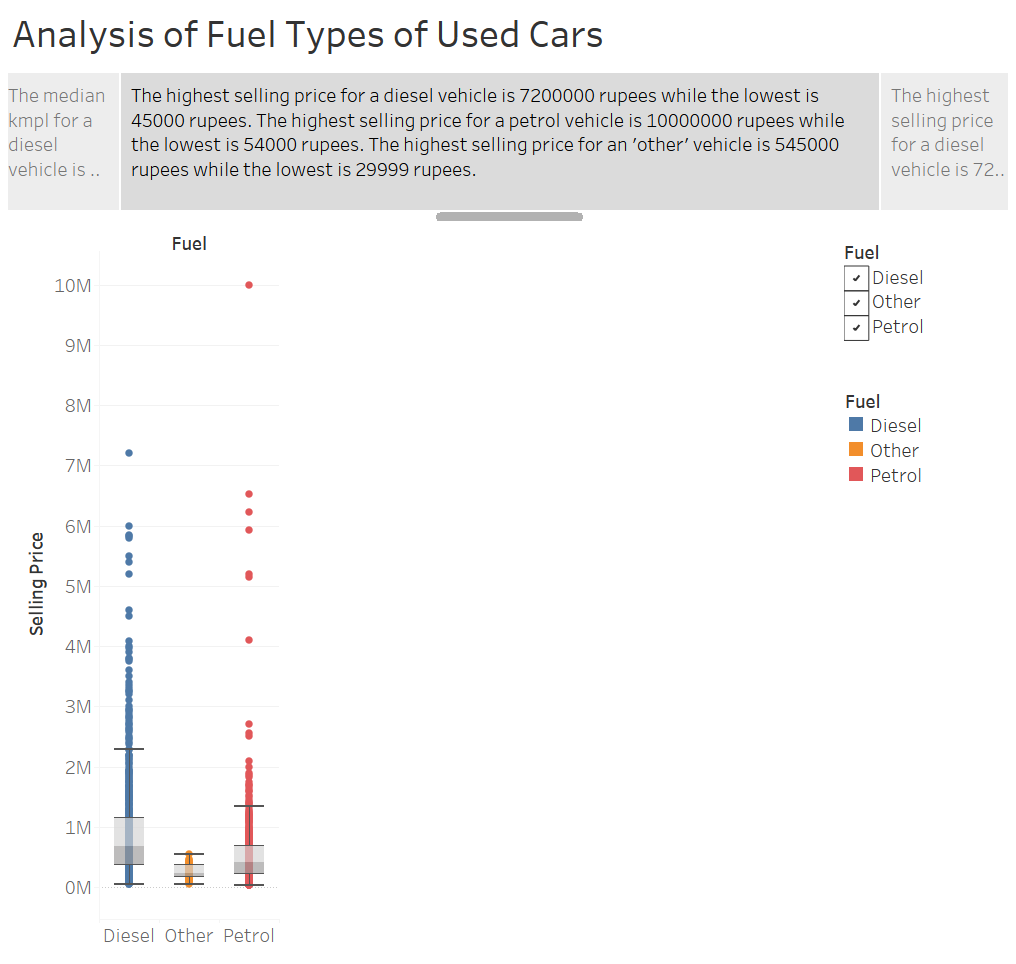 Analysis of Fuel Types of Used Cars
The median
kmpl for a
diesel
vehicle is ..
The highest selling price for a diesel vehicle is 7200000 rupees while the lowest is
45000 rupees. The highest selling price for a petrol vehicle is 10000000 rupees while
the lowest is 54000 rupees. The highest selling price for an 'other' vehicle is 545000
rupees while the lowest is 29999 rupees.
The highest
selling price
for a diesel
vehicle is 72..
Fuel
10M
9M
8M
7M
6M
5M
4M
3M
2M
1M
0M
Selling Price
Diesel
Other
Petrol
Fuel
Diesel
Other
Petrol
Fuel
Diesel
Other
Petrol